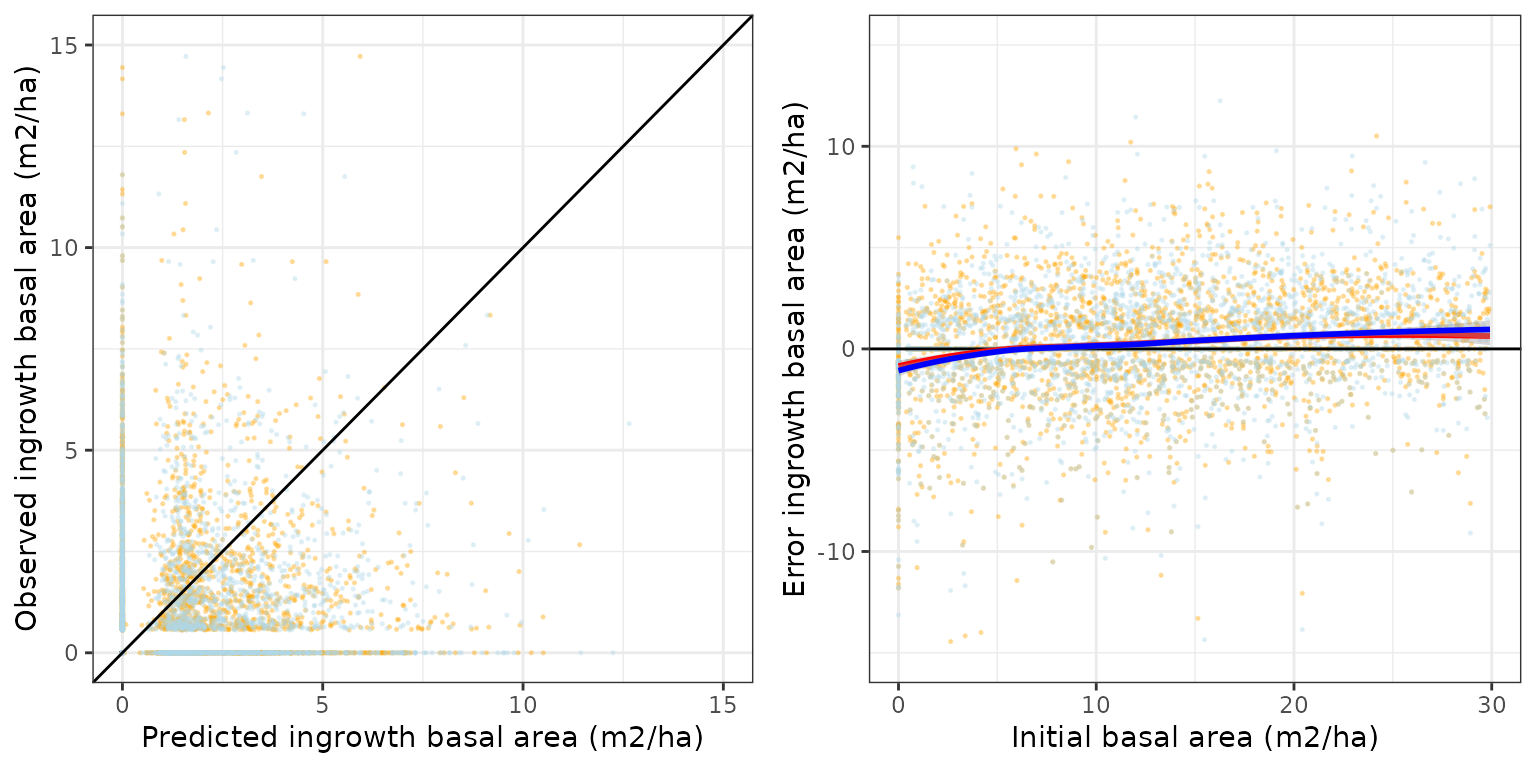 Observed ingrowth basal area (m2/ha)
15
10
5
0
0 5 10 15
Predicted ingrowth basal area (m2/ha)
Error ingrowth basal area (m2/ha)
10
0
-10
0 10 20 30
Initial basal area (m2/ha)